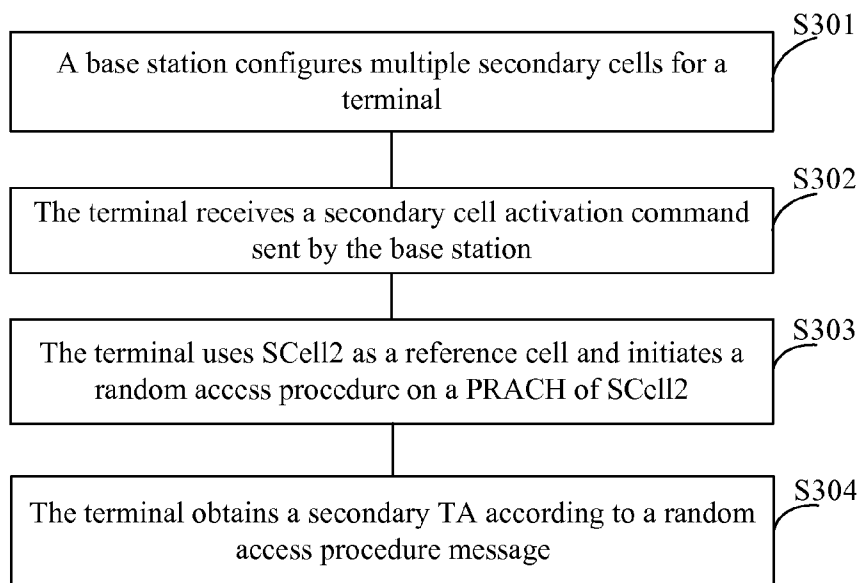 S301
A base station configures multiple secondary cells for a
terminal
S302
The terminal receives a secondary cell activation command
sent by the base station
S303
The terminal uses SCell2 as a reference cell and initiates a
random access procedure on a PRACH of SCell2
S304
The terminal obtains a secondary TA according to a random
access procedure message